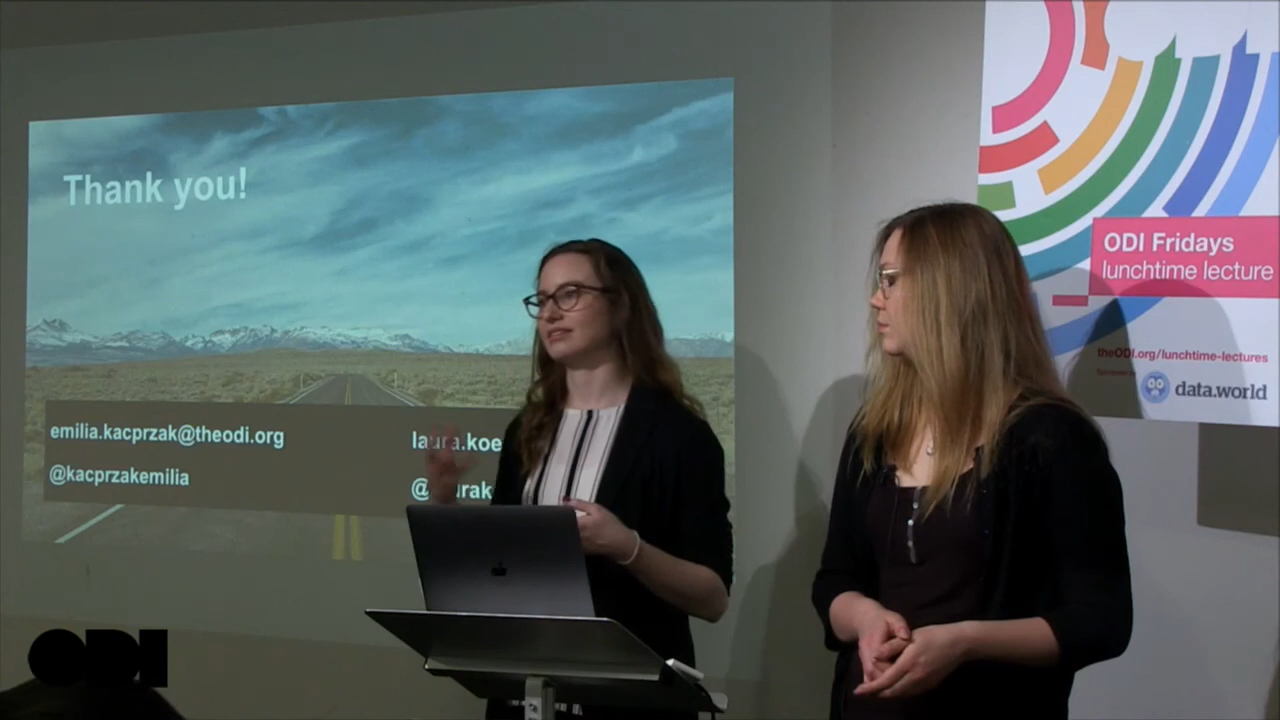 Thank you!
emilia.kacprzak@theodi.org
@kacprzakemilia
laura.koe
ODI Fridays
lunchtime lecture
theODI.org/lunchtime-lectures
data.world
ODI